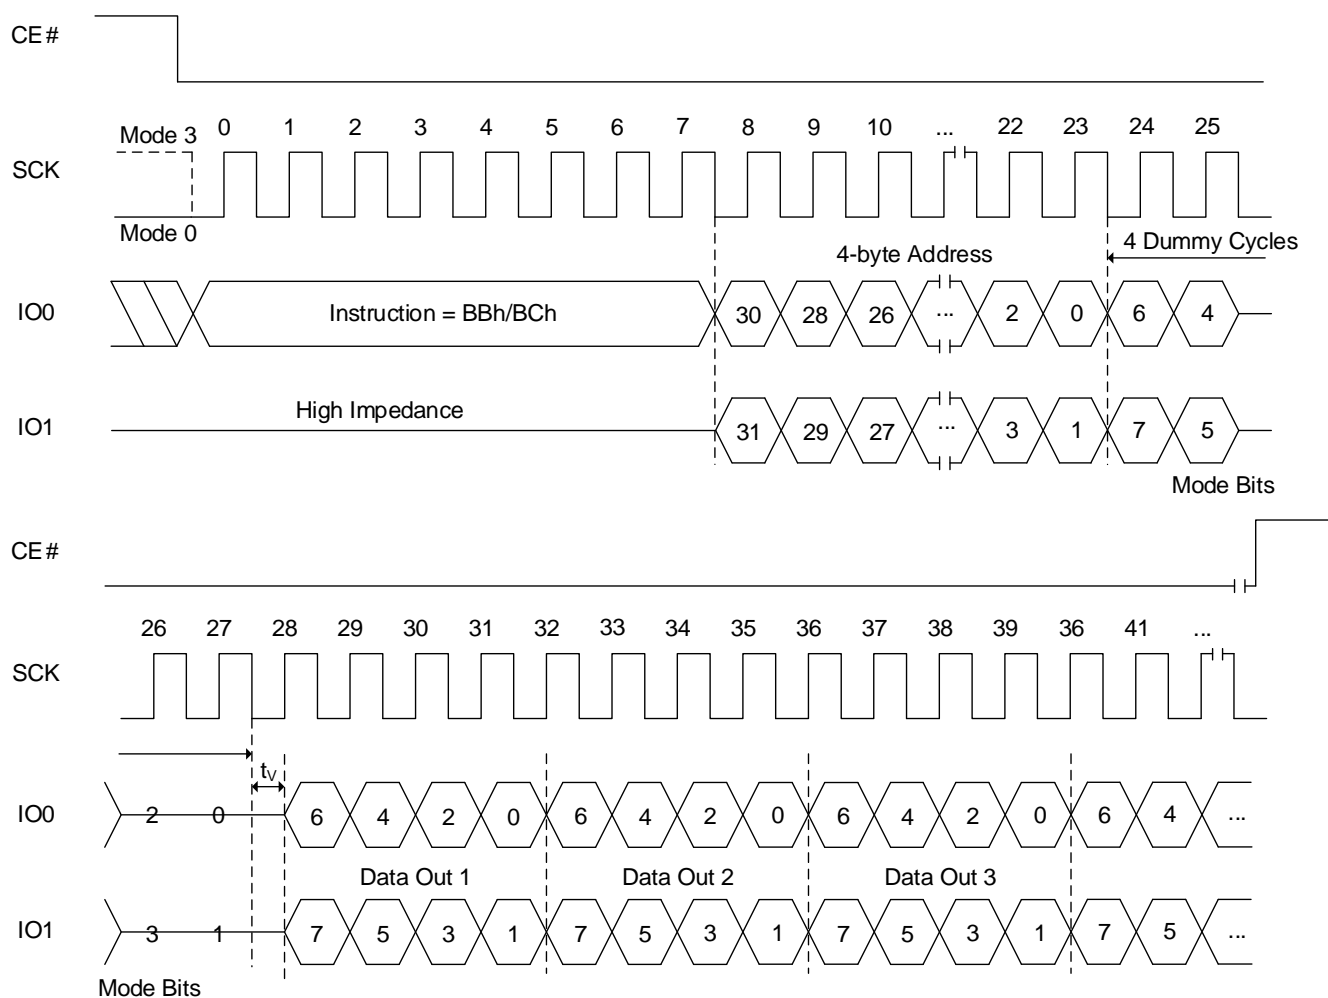 CE#
Mode 3 0 1 2 3 4 5 6 7 8 9 10 ... 22 23 24 25
SCK
Mode 0
4-byte Address 4 Dummy Cycles
IO0 Instruction = BBh/BCh 30 28 26 ... 2 0 6 4
High Impedance
IO1 31 29 27 ... 3 1 7 5
Mode Bits
CE#
26 27 28 29 30 31 32 33 34 35 36 37 38 39 36 41 ...
SCK
tV
IO0 2 0 6 4 2 0 6 4 2 0 6 4 2 0 6 4 ...
Data Out 1 Data Out 2 Data Out 3
IO1 3 1 7 5 3 1 7 5 3 1 7 5 3 1 7 5 ...
Mode Bits